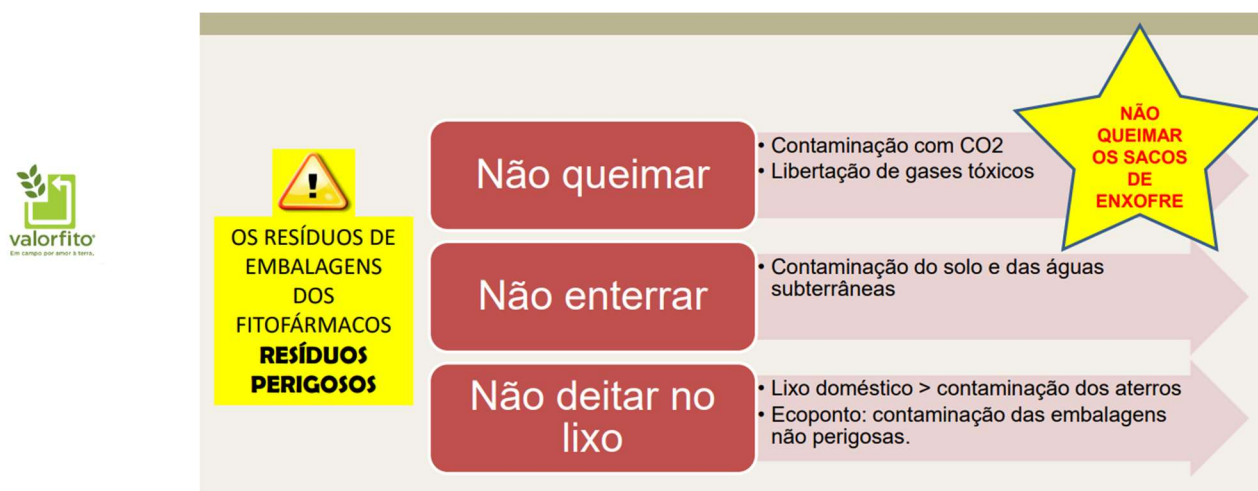 valorfito
Em campo por amor à terra.
OS RESÍDUOS DE
EMBALAGENS
DOS
FITOFÁRMACOS
RESÍDUOS
PERIGOSOS
Não queimar
• Contaminação com CO2
• Libertação de gases tóxicos
NÃO
QUEIMAR
OS SACOS
DE
ENXOFRE
Não enterrar
• Contaminação do solo e das águas
subterrâneas
Não deitar no
lixo
• Lixo doméstico > contaminação dos aterros
• Ecoponto: contaminação das embalagens
não perigosas.